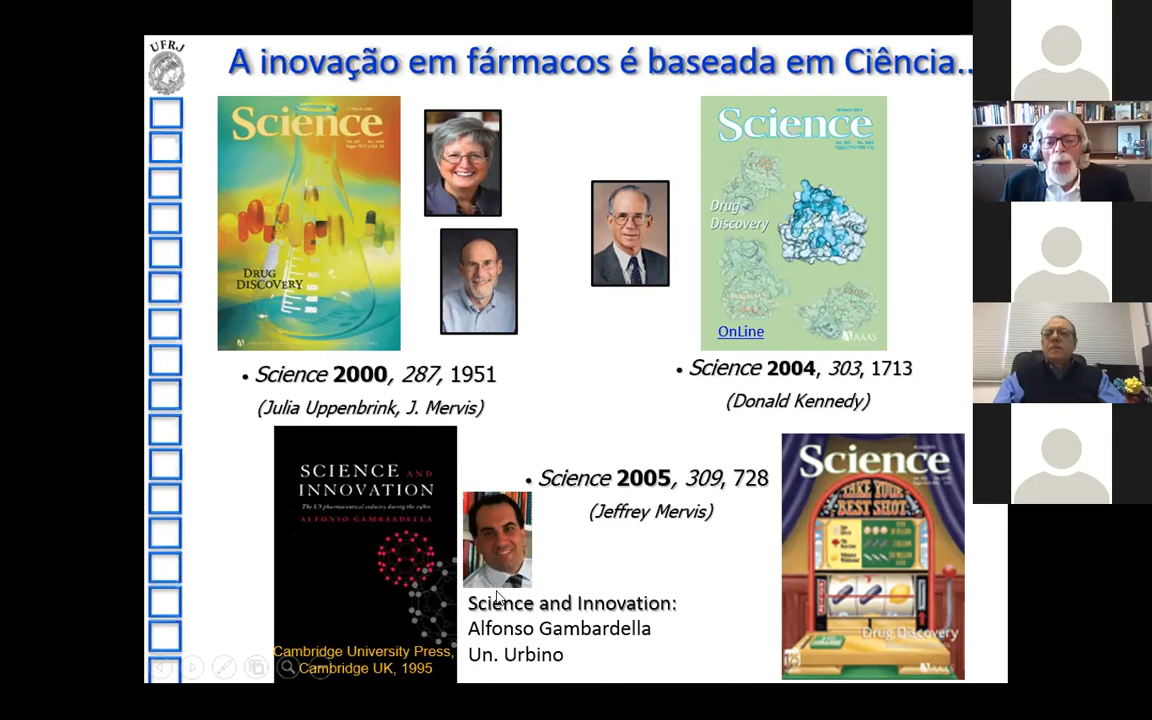 UFRJ
A inovação em fármacos é baseada em Ciência..
Science
DRUG
DISCOVERY
Science
Drug
Discovery
OnLine
AAAS
• Science 2000, 287, 1951
(Julia Uppenbrink, J. Mervis)
• Science 2004, 303, 1713
(Donald Kennedy)
SCIENCE AND
INNOVATION
The US pharmaceutical industry during the 1980s
ALFONSO GAMBARDELLA
Cambridge University Press,
Cambridge UK, 1995
• Science 2005, 309, 728
(Jeffrey Mervis)
Science and Innovation:
Alfonso Gambardella
Un. Urbino
Science
TAKE YOUR
BEST SHOT
Drug Discovery
AAAS